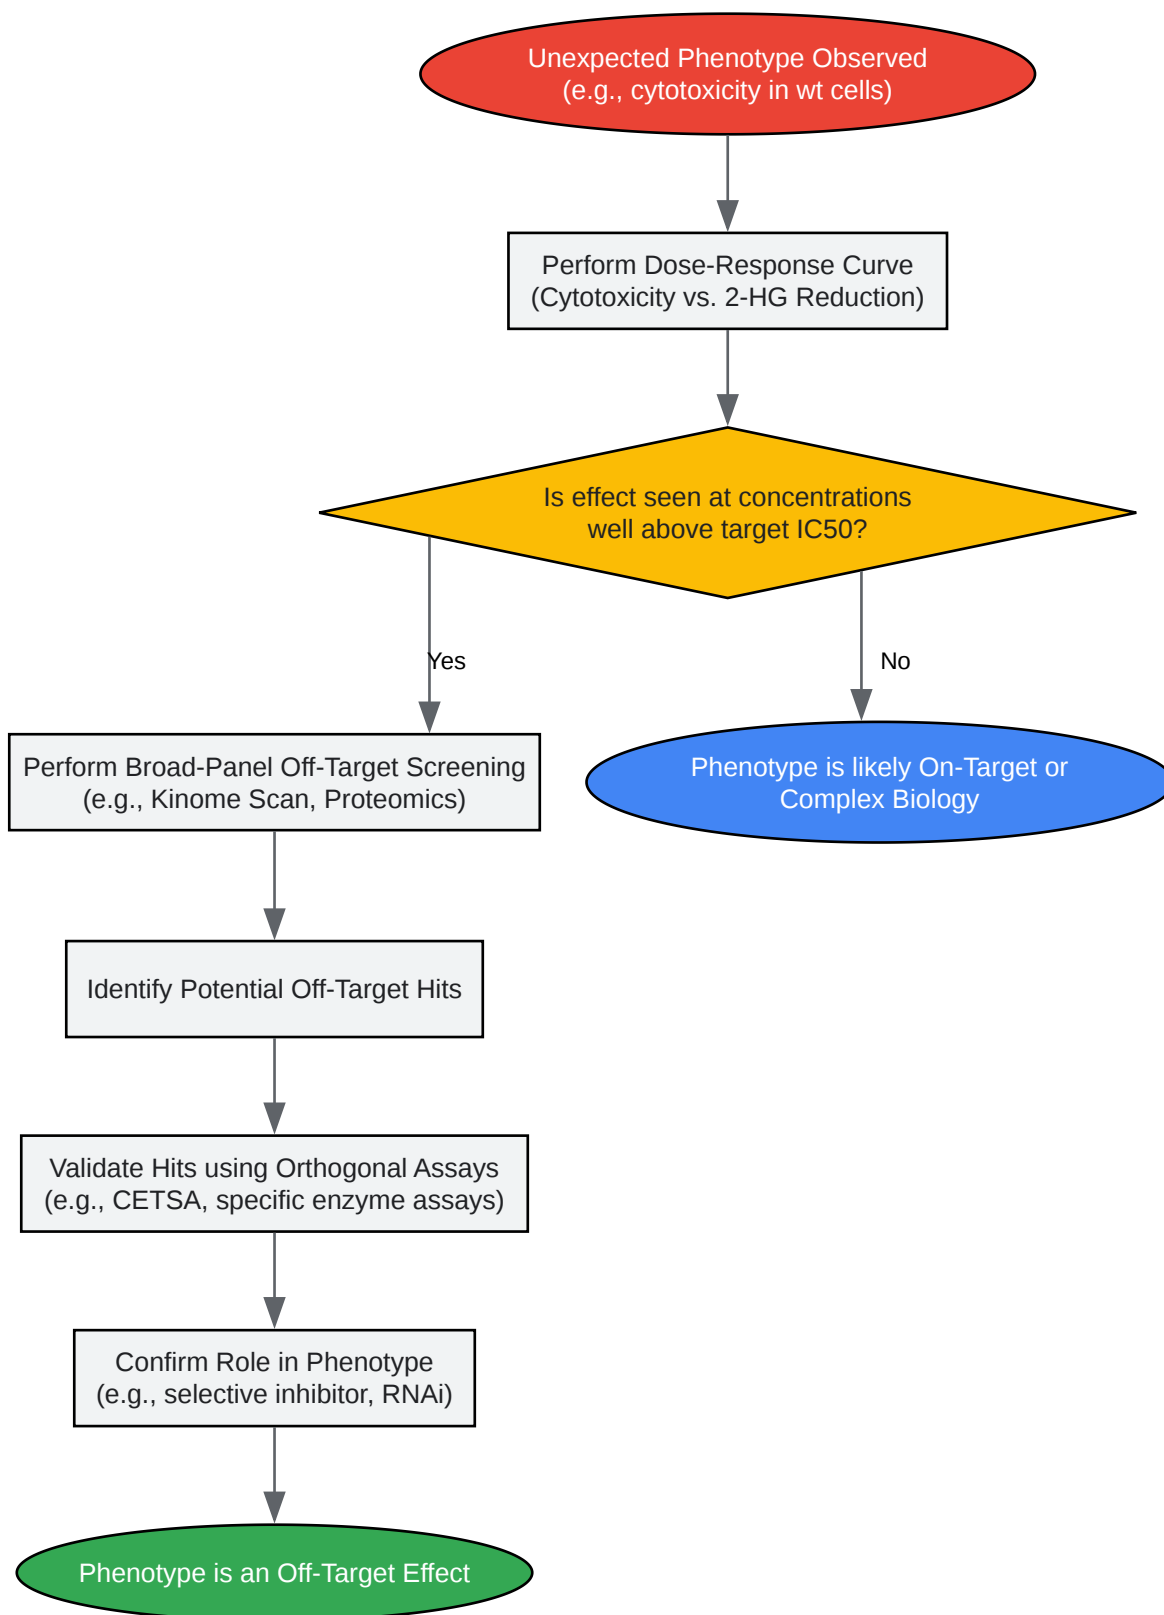 Unexpected Phenotype Observed
(e.g., cytotoxicity in wt cells)
Perform Dose-Response Curve
(Cytotoxicity vs. 2-HG Reduction)
Is effect seen at concentrations
well above target IC50?
Yes
No
Perform Broad-Panel Off-Target Screening
(e.g., Kinome Scan, Proteomics)
Phenotype is likely On-Target or
Complex Biology
Identify Potential Off-Target Hits
Validate Hits using Orthogonal Assays
(e.g., CETSA, specific enzyme assays)
Confirm Role in Phenotype
(e.g., selective inhibitor, RNAi)
Phenotype is an Off-Target Effect